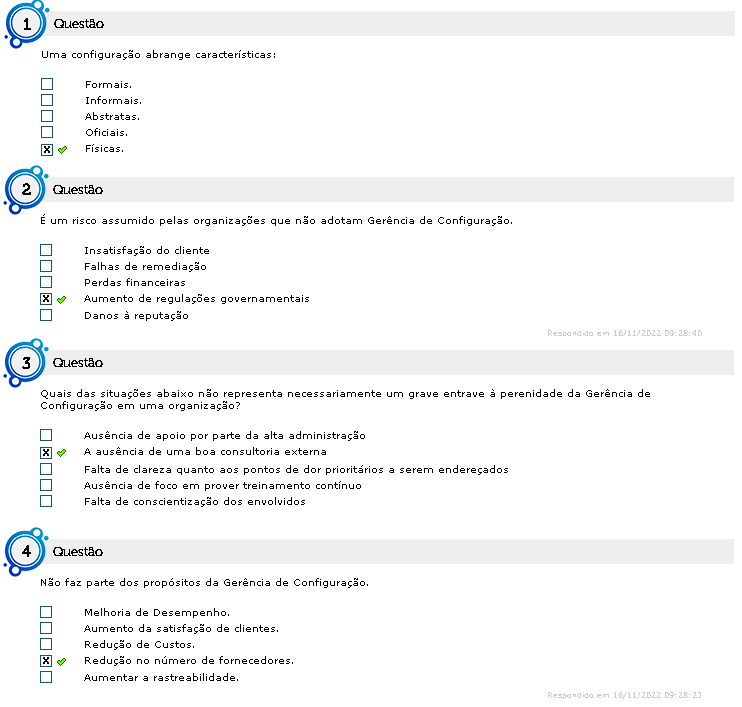 1 Questão
Uma configuração abrange características:
Formais.
Informais.
Abstratas.
Oficiais.
Físicas.
2 Questão
É um risco assumido pelas organizações que não adotam Gerência de Configuração.
Insatisfação do cliente
Falhas de remediação
Perdas financeiras
Aumento de regulações governamentais
Danos à reputação
Respondido em 16/11/2022 09:28:40
3 Questão
Quais das situações abaixo não representa necessariamente um grave entrave à perenidade da Gerência de
Configuração em uma organização?
Ausência de apoio por parte da alta administração
A ausência de uma boa consultoria externa
Falta de clareza quanto aos pontos de dor prioritários a serem endereçados
Ausência de foco em prover treinamento contínuo
Falta de conscientização dos envolvidos
4 Questão
Não faz parte dos propósitos da Gerência de Configuração.
Melhoria de Desempenho.
Aumento da satisfação de clientes.
Redução de Custos.
Redução no número de fornecedores.
Aumentar a rastreabilidade.
Respondido em 16/11/2022 09:28:23